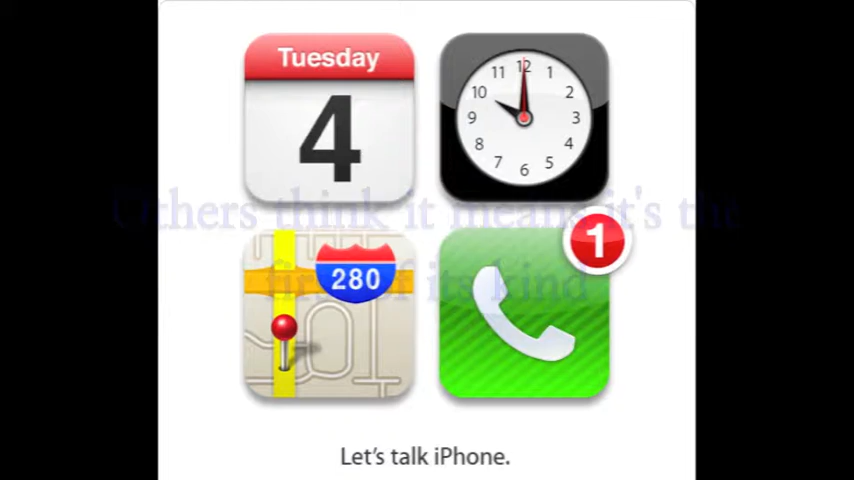 Tuesday
4
11 12 1
10 2
9 3
8 4
7 6 5
Others think it means it's the
first of its kind
1
280
Let's talk iPhone.